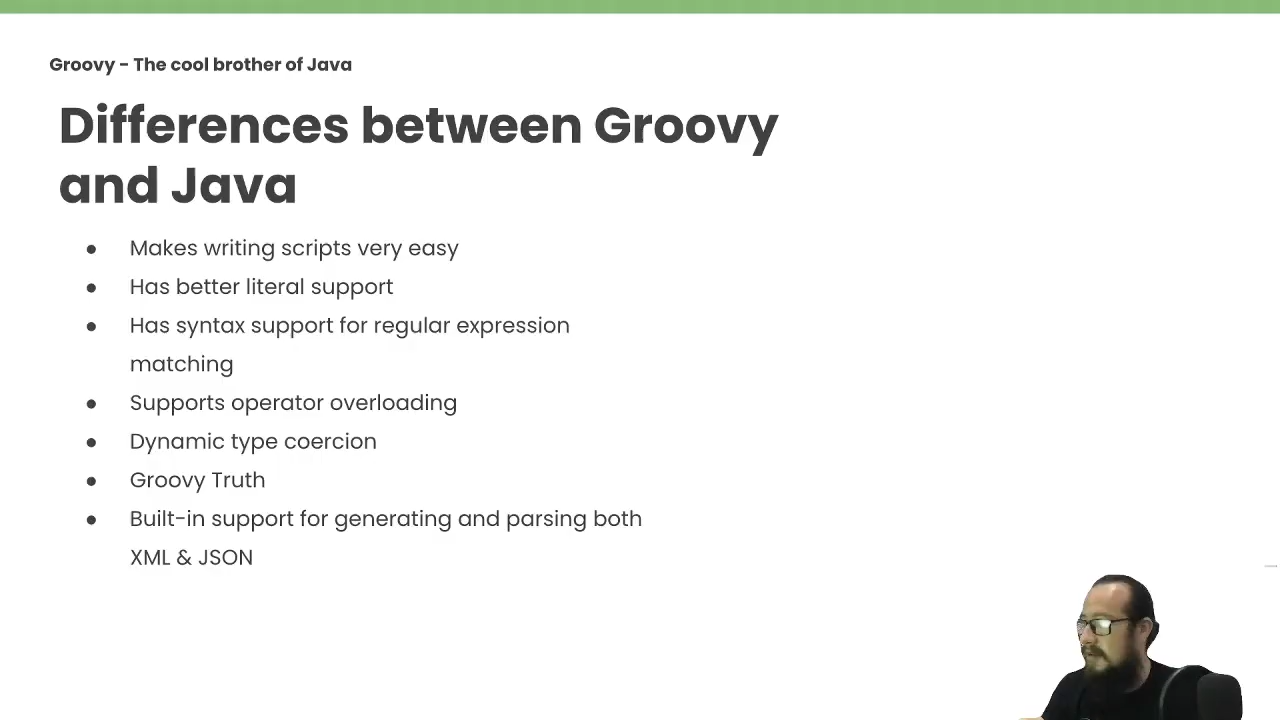 Groovy - The cool brother of Java
Differences between Groovy
and Java
● Makes writing scripts very easy
● Has better literal support
● Has syntax support for regular expression
matching
● Supports operator overloading
● Dynamic type coercion
● Groovy Truth
● Built-in support for generating and parsing both
XML & JSON